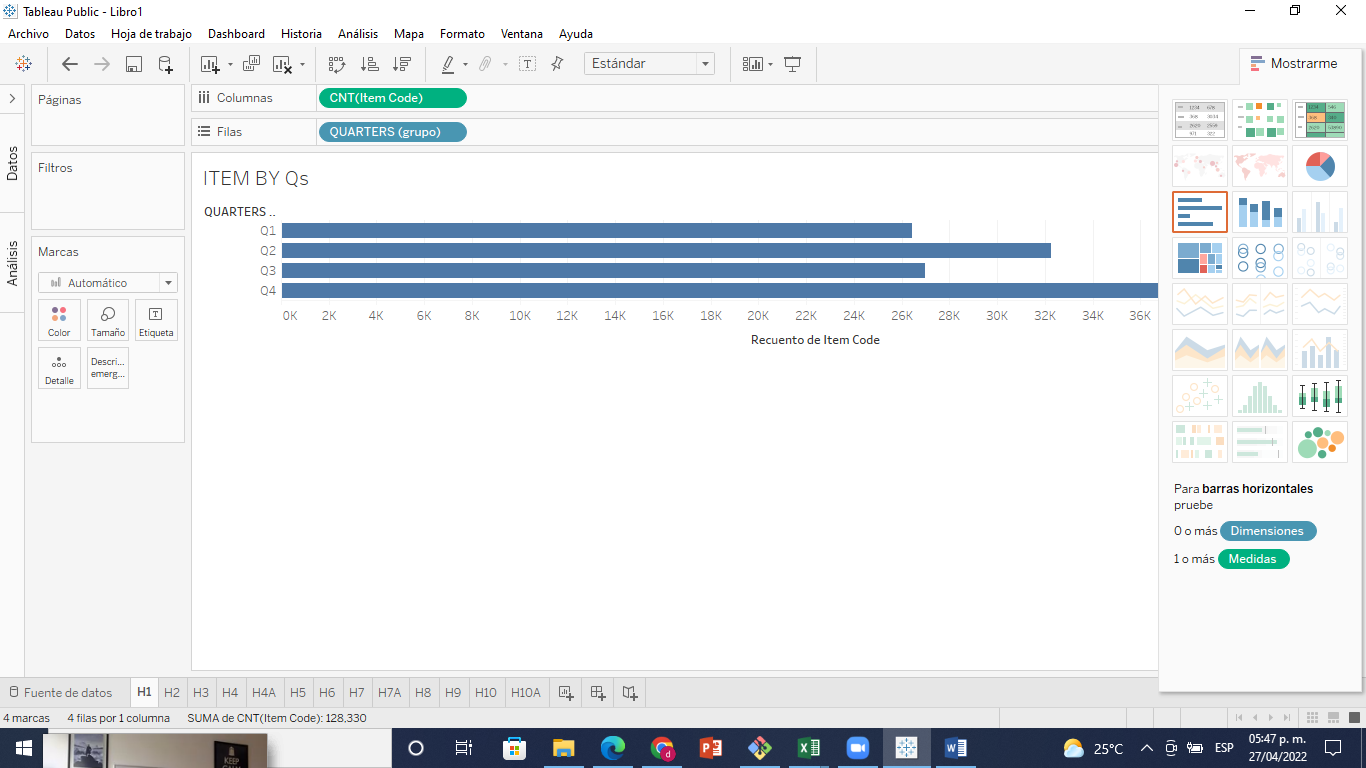 Tableau Public - Libro1
Archivo Datos Hoja de trabajo Dashboard Historia Análisis Mapa Formato Ventana Ayuda
Estándar
Mostrarme
Datos
Análisis
Páginas
Filtros
Marcas
Automático
Color Tamaño Etiqueta
Detalle
Descri...
emerg...
Columnas CNT(Item Code)
Filas QUARTERS (grupo)
ITEM BY Qs
QUARTERS ..
Q1
Q2
Q3
Q4
0K 2K 4K 6K 8K 10K 12K 14K 16K 18K 20K 22K 24K 26K 28K 30K 32K 34K 36K
Recuento de Item Code
Para barras horizontales
pruebe
0 o más Dimensiones
1 o más Medidas
Fuente de datos H1 H2 H3 H4 H4A H5 H6 H7 H7A H8 H9 H10 H10A
4 marcas 4 filas por 1 columna SUMA de CNT(Item Code): 128,330
KEEP
25°C ESP
05:47 p. m.
27/04/2022